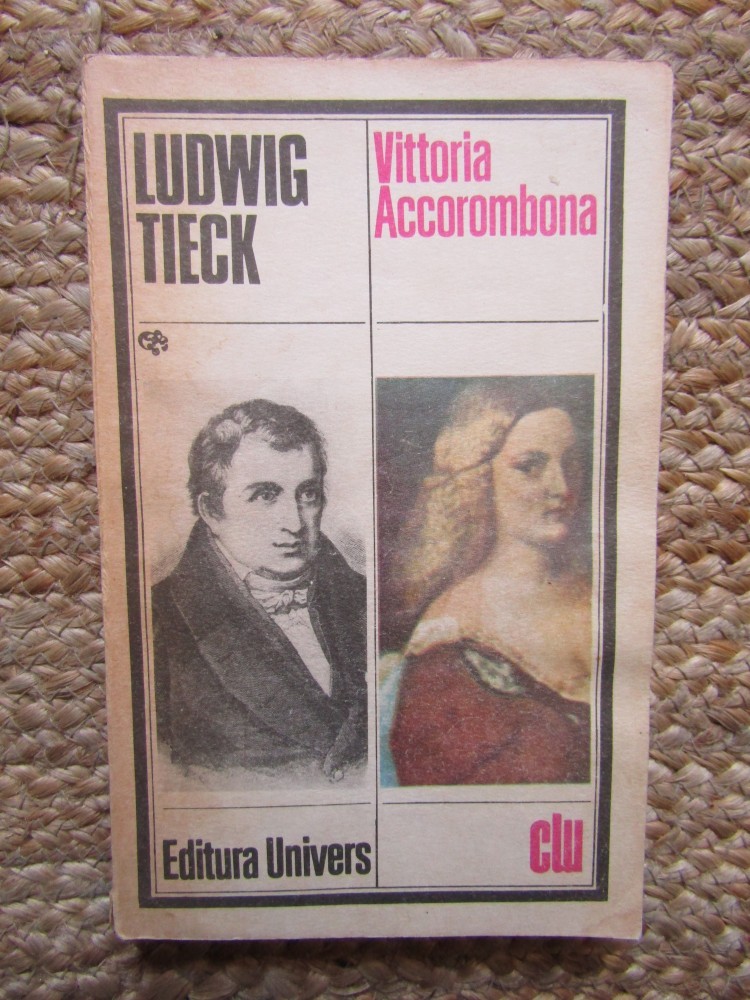 LUDWIG
TIECK
Vittoria
Accorombona
Editura Univers
clu